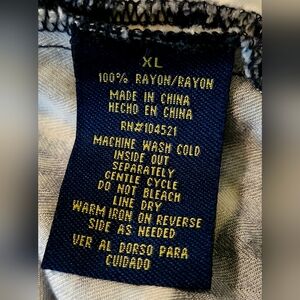 XL
100% RAYON/RAYON
MADE IN CHINA
HECHO EN CHINA
RN#104521
MACHINE WASH COLD
INSIDE OUT
SEPARATELY
GENTLE CYCLE
DO NOT BLEACH
LINE DRY
WARM IRON ON REVERSE
SIDE AS NEEDED
VER AL DORSO PARA
CUIDADO